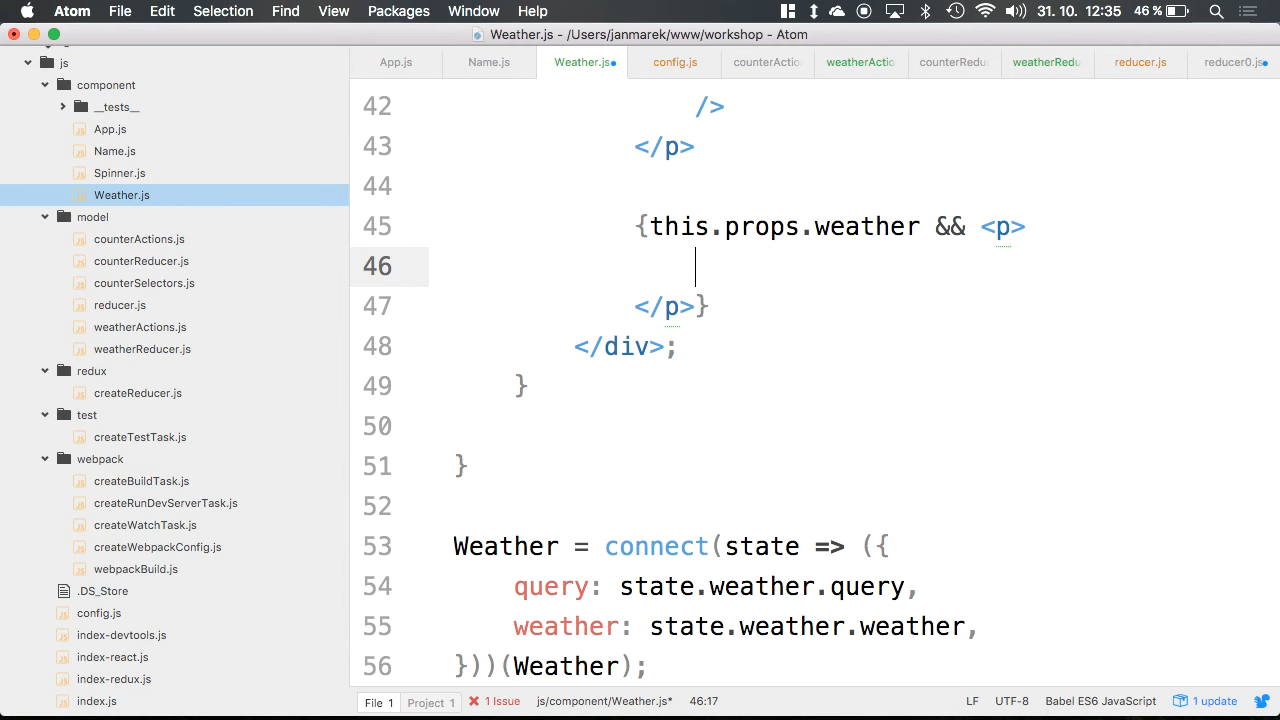 Atom File Edit Selection Find View Packages Window Help 31. 10. 12:35 46 %
Weather.js - /Users/janmarek/www/workshop - Atom
App.js Name.js Weather.js config.js counterActio weatherActio counterRedu weatherRedu reducer.js reducer0.js
js
component
__tests__
App.js
Name.js
Spinner.js
Weather.js
model
counterActions.js
counterReducer.js
counterSelectors.js
reducer.js
weatherActions.js
weatherReducer.js
redux
createReducer.js
test
createTestTask.js
webpack
createBuildTask.js
createRunDevServerTask.js
createWatchTask.js
createWebpackConfig.js
webpackBuild.js
.DS_Store
config.js
index-devtools.js
index-react.js
index-redux.js
index.js
42 />
43 </p>
44
45 {this.props.weather && <p>
46
47 </p>}
48 </div>;
49 }
50
51 }
52
53 Weather = connect(state => ({
54 query: state.weather.query,
55 weather: state.weather.weather,
56 }))(Weather);
File 1 Project 1 1 Issue js/component/Weather.js* 46:17 LF UTF-8 Babel ES6 JavaScript 1 update